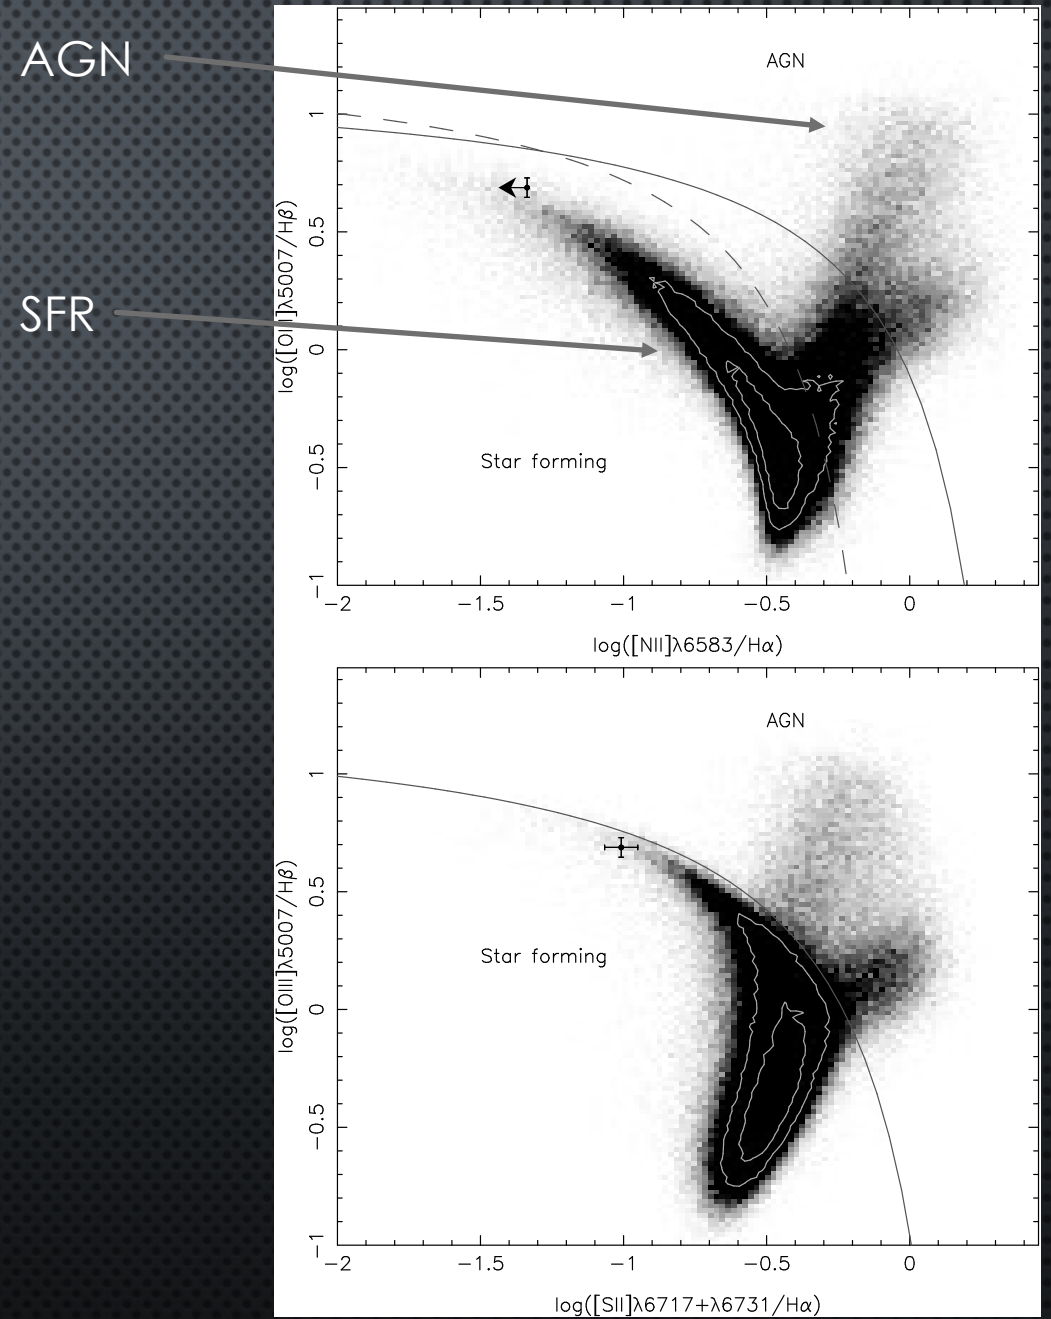 AGN
SFR
AGN
Star forming
log([OIII]λ5007/Hβ)
1
0.5
0
−0.5
−1
−2
−1.5
−1
−0.5
0
log([NII]λ6583/Hα)
AGN
Star forming
log([OIII]λ5007/Hβ)
1
0.5
0
−0.5
−1
−2
−1.5
−1
−0.5
0
log([SII]λ6717+λ6731/Hα)